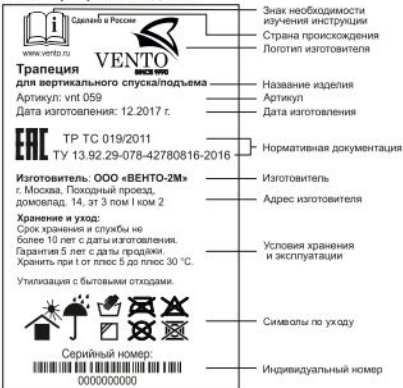 Сделано в России
Знак необходимости
изучения инструкции
Страна происхождения
Логотип изготовителя
www.vento.ru
VENTO
SINCE 1990
Трапеция
для вертикального спуска/подъема
Название изделия
Артикул: vnt 059
Артикул
Дата изготовления: 12.2017 г.
Дата изготовления
EAC
ТР ТС 019/2011
ТУ 13.92.29-078-42780816-2016
Нормативная документация
Изготовитель: ООО «ВЕНТО-2М»
Изготовитель
г. Москва, Походный проезд,
домовлад. 14, эт 3 пом I ком 2
Адрес изготовителя
Хранение и уход:
Срок хранения и службы не
более 10 лет с даты изготовления.
Гарантия 5 лет с даты продажи.
Хранить при t от плюс 5 до плюс 30 °С.
Условия хранения
и эксплуатации
Утилизация с бытовыми отходами.
Символы по уходу
Серийный номер:
0000000000
Индивидуальный номер